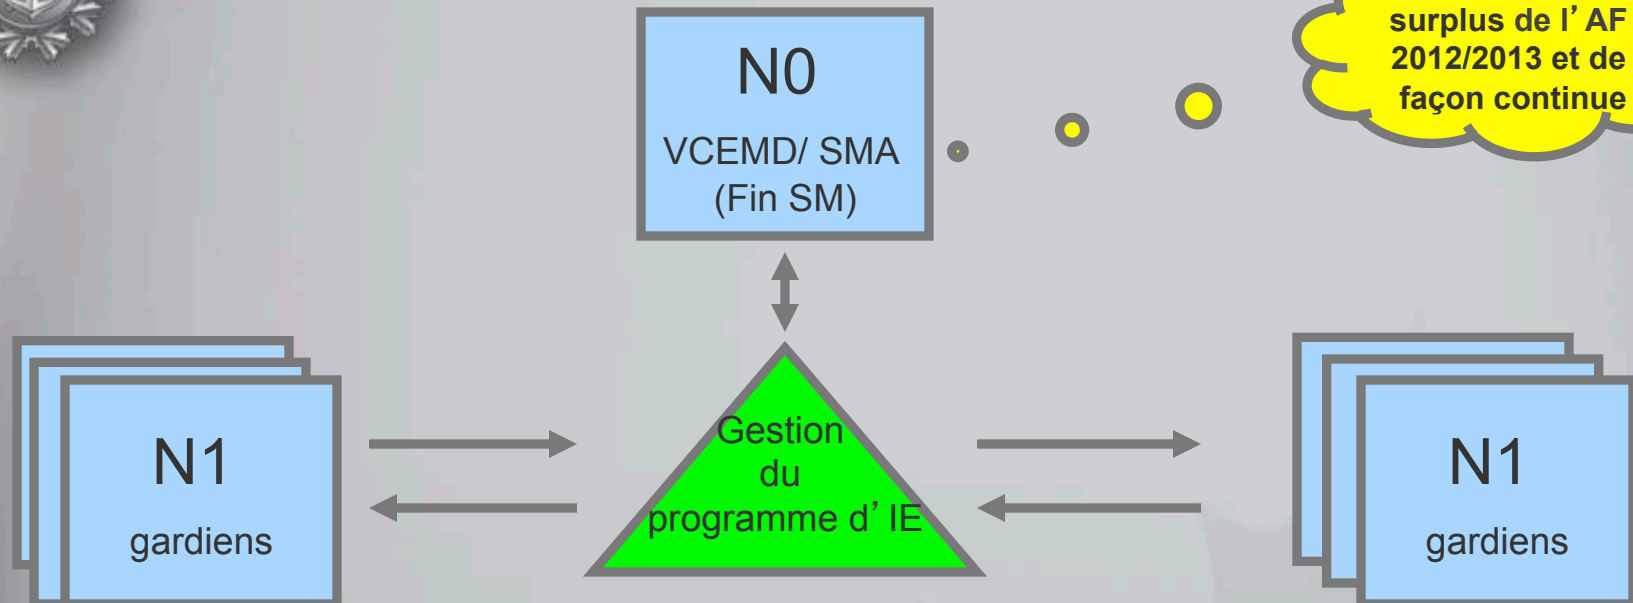 N0
VCEMD/ SMA
(Fin SM)
surplus de l’AF
2012/2013 et de
façon continue
N1
gardiens
Gestion
du
programme d’IE
N1
gardiens